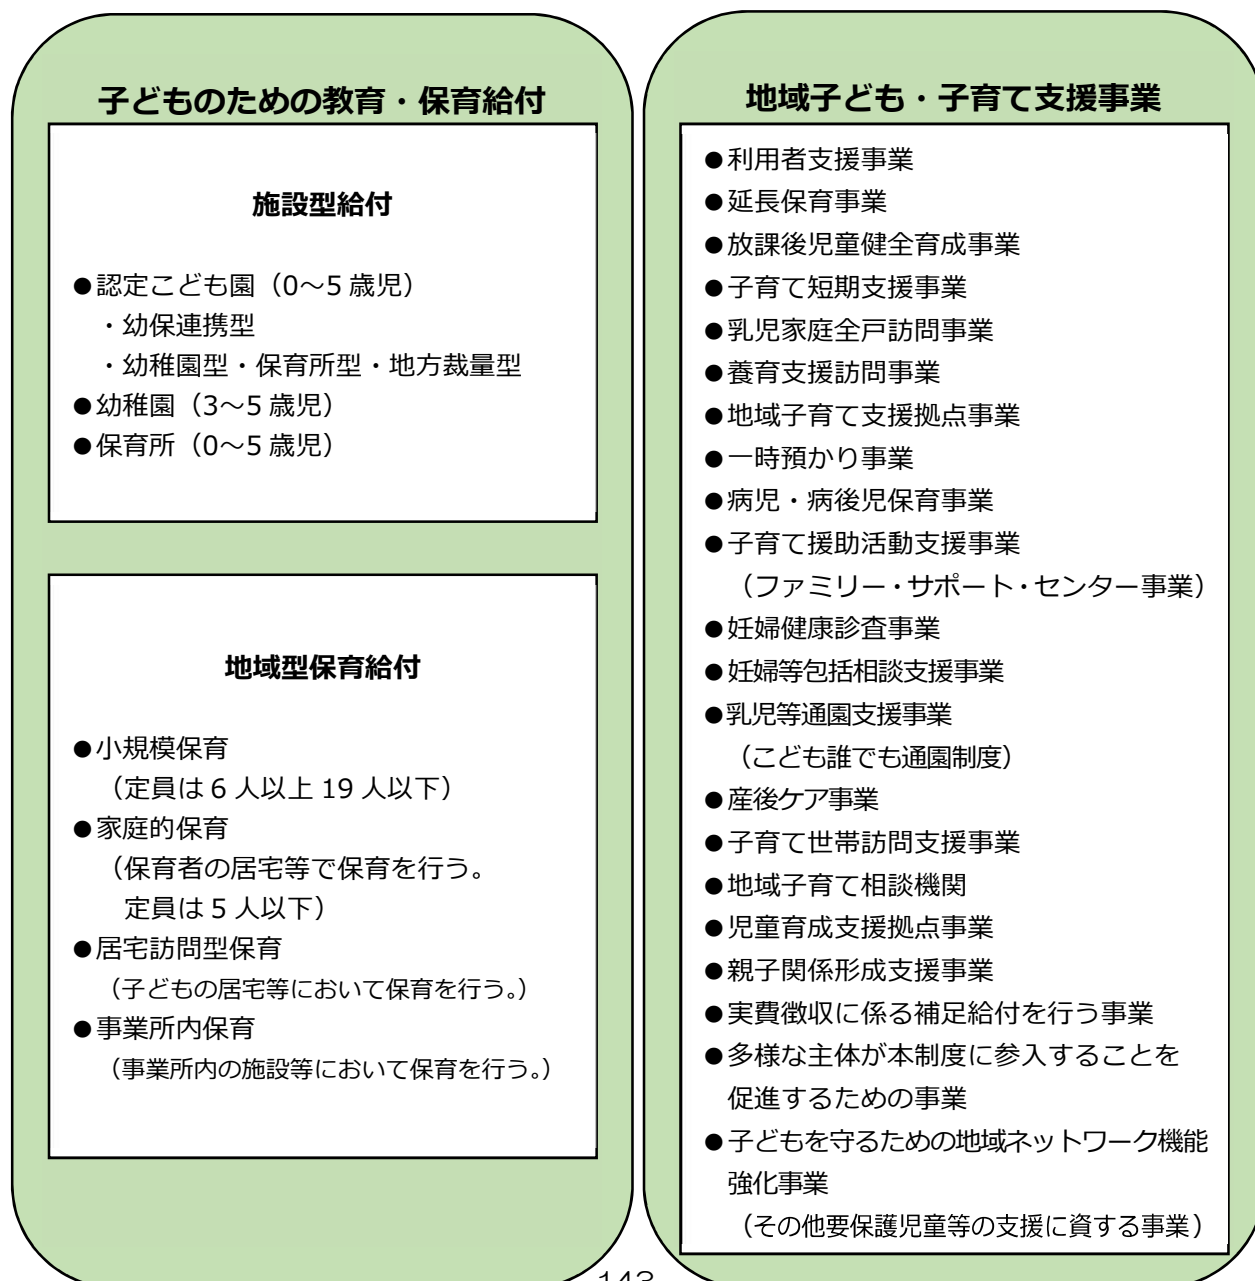 子どものための教育・保育給付
施設型給付
●認定こども園（0～5歳児）
・幼保連携型
・幼稚園型・保育所型・地方裁量型
●幼稚園（3～5歳児）
●保育所（0～5歳児）
地域型保育給付
●小規模保育
（定員は6人以上19人以下）
●家庭的保育
（保育者の居宅等で保育を行う。
定員は5人以下）
●居宅訪問型保育
（子どもの居宅等において保育を行う。）
●事業所内保育
（事業所内の施設等において保育を行う。）
地域子ども・子育て支援事業
●利用者支援事業
●延長保育事業
●放課後児童健全育成事業
●子育て短期支援事業
●乳児家庭全戸訪問事業
●養育支援訪問事業
●地域子育て支援拠点事業
●一時預かり事業
●病児・病後児保育事業
●子育て援助活動支援事業
（ファミリー・サポート・センター事業）
●妊婦健康診査事業
●妊婦等包括相談支援事業
●乳児等通園支援事業
（こども誰でも通園制度）
●産後ケア事業
●子育て世帯訪問支援事業
●地域子育て相談機関
●児童育成支援拠点事業
●親子関係形成支援事業
●実費徴収に係る補足給付を行う事業
●多様な主体が本制度に参入することを
促進するための事業
●子どもを守るための地域ネットワーク機能
強化事業
（その他要保護児童等の支援に資する事業）